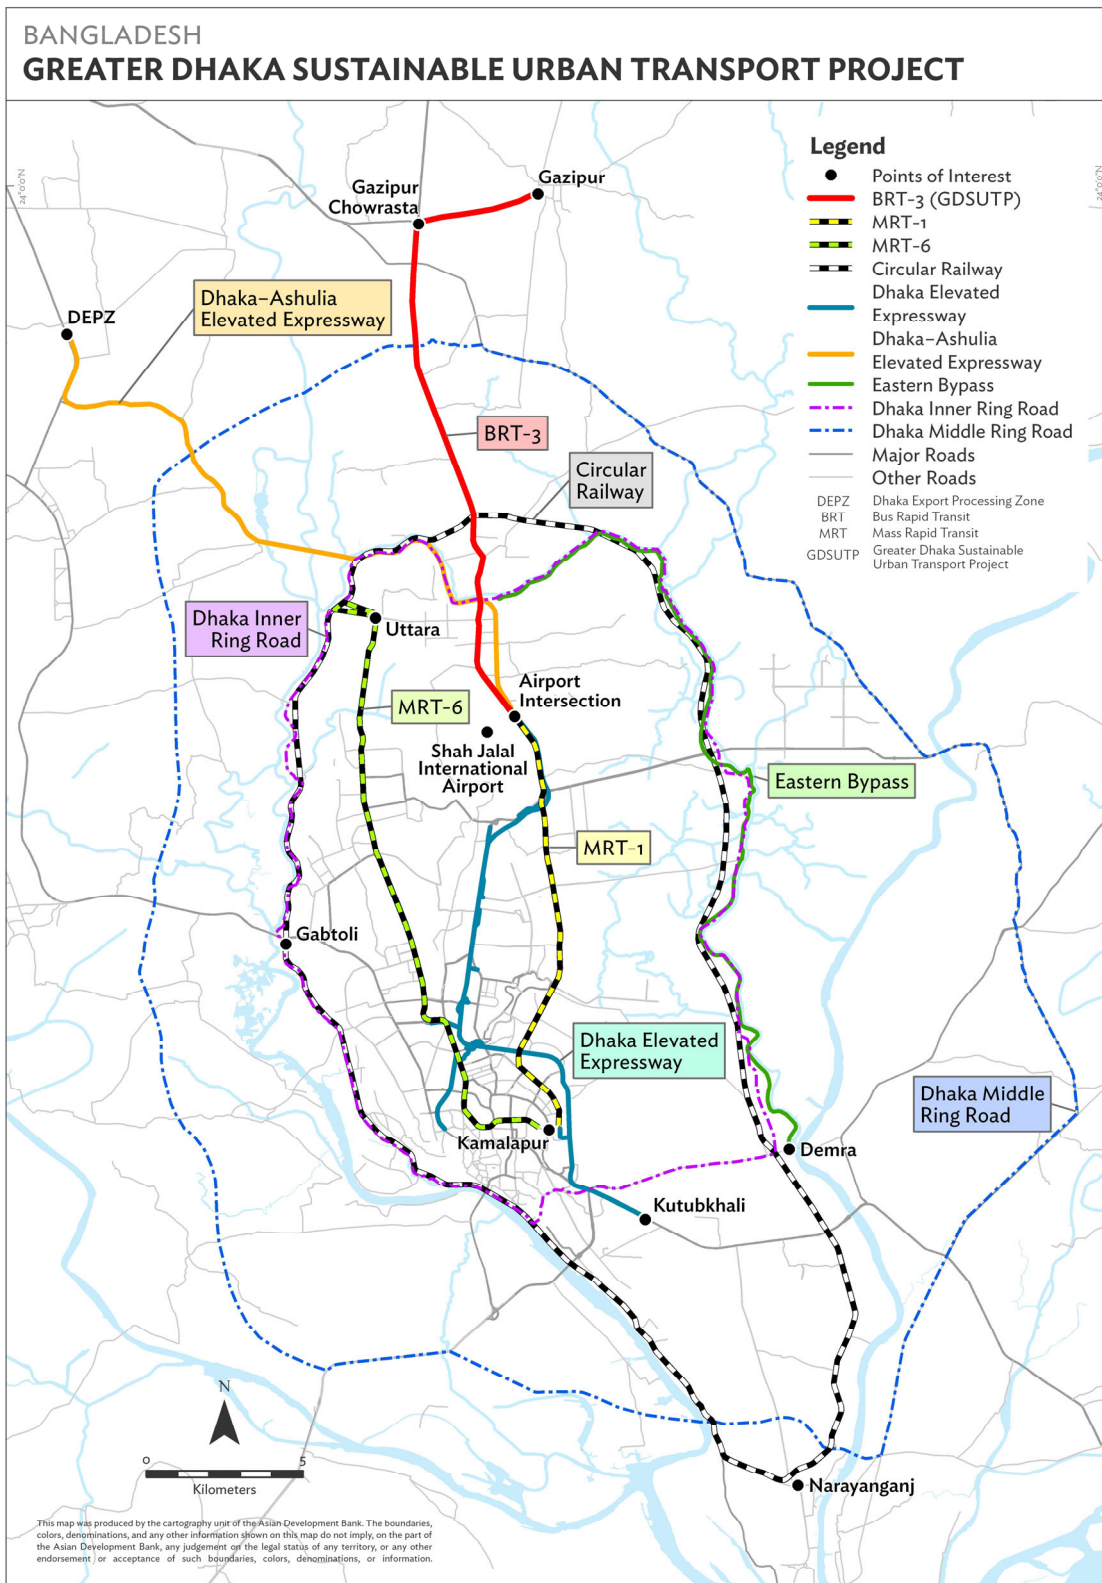 BANGLADESH
GREATER DHAKA SUSTAINABLE URBAN TRANSPORT PROJECT
24°0'0"N
24°0'0"N
Legend
Points of Interest
BRT-3 (GDSUTP)
MRT-1
MRT-6
Circular Railway
Dhaka Elevated
Expressway
Dhaka–Ashulia
Elevated Expressway
Eastern Bypass
Dhaka Inner Ring Road
Dhaka Middle Ring Road
Major Roads
Other Roads
DEPZ Dhaka Export Processing Zone
BRT Bus Rapid Transit
MRT Mass Rapid Transit
GDSUTP Greater Dhaka Sustainable
Urban Transport Project
Gazipur
Gazipur
Chowrasta
Dhaka–Ashulia
Elevated Expressway
DEPZ
BRT-3
Circular
Railway
Dhaka Inner
Ring Road
Uttara
Airport
Intersection
MRT-6
Shah Jalal
International
Airport
Eastern Bypass
MRT-1
Gabtoli
Dhaka Elevated
Expressway
Dhaka Middle
Ring Road
Kamalapur
Demra
Kutubkhali
N
0 5
Kilometers
Narayanganj
This map was produced by the cartography unit of the Asian Development Bank. The boundaries,
colors, denominations, and any other information shown on this map do not imply, on the part of
the Asian Development Bank, any judgement on the legal status of any territory, or any other
endorsement or acceptance of such boundaries, colors, denominations, or information.